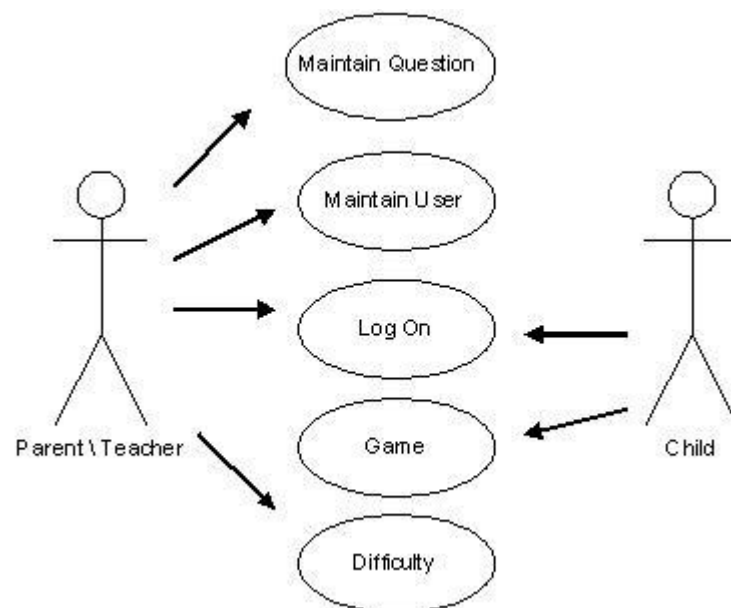 Maintain Question
Maintain User
Log On
Parent \ Teacher
Game
Child
Difficulty